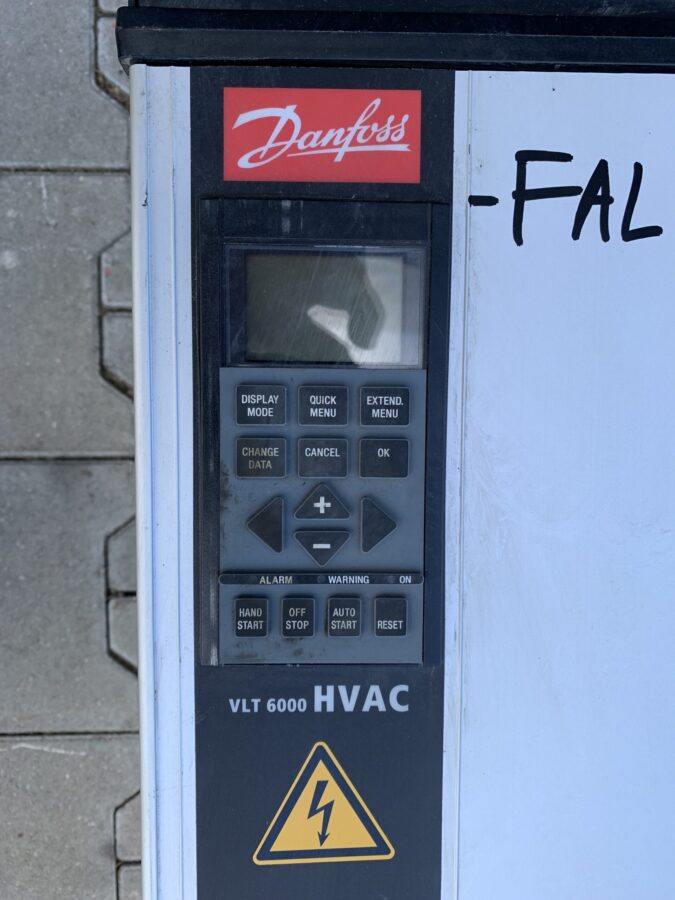 Danfoss
-FAL
DISPLAY MODE
QUICK MENU
EXTEND. MENU
CHANGE DATA
CANCEL
OK
+
-
ALARM
WARNING
ON
HAND START
OFF STOP
AUTO START
RESET
VLT 6000 HVAC